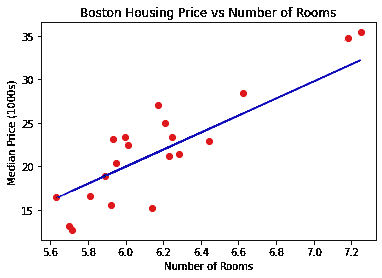 Boston Housing Price vs Number of Rooms
Median Price (1000s)
35
30
25
20
15
5.6 5.8 6.0 6.2 6.4 6.6 6.8 7.0 7.2
Number of Rooms